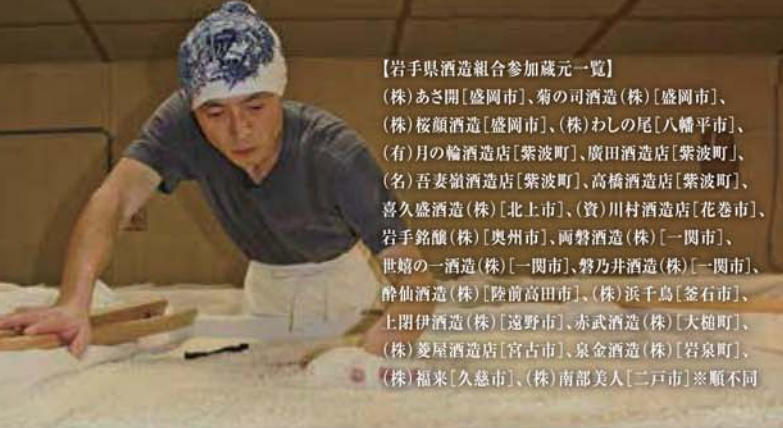 【岩手県酒造組合参加蔵元一覧】
(株)あさ開[盛岡市]、菊の司酒造(株)[盛岡市]、
(株)桜顔酒造[盛岡市]、(株)わしの尾[八幡平市]、
(有)月の輪酒造店[紫波町]、廣田酒造店[紫波町]、
(名)吾妻嶺酒造店[紫波町]、高橋酒造店[紫波町]、
喜久盛酒造(株)[北上市]、(資)川村酒造店[花巻市]、
岩手銘醸(株)[奥州市]、両磐酒造(株)[一関市]、
世嬉の一酒造(株)[一関市]、磐乃井酒造(株)[一関市]、
酔仙酒造(株)[陸前高田市]、(株)浜千鳥[釜石市]、
上閉伊酒造(株)[遠野市]、赤武酒造(株)[大槌町]、
(株)菱屋酒造店[宮古市]、泉金酒造(株)[岩泉町]、
(株)福来[久慈市]、(株)南部美人[二戸市]※順不同